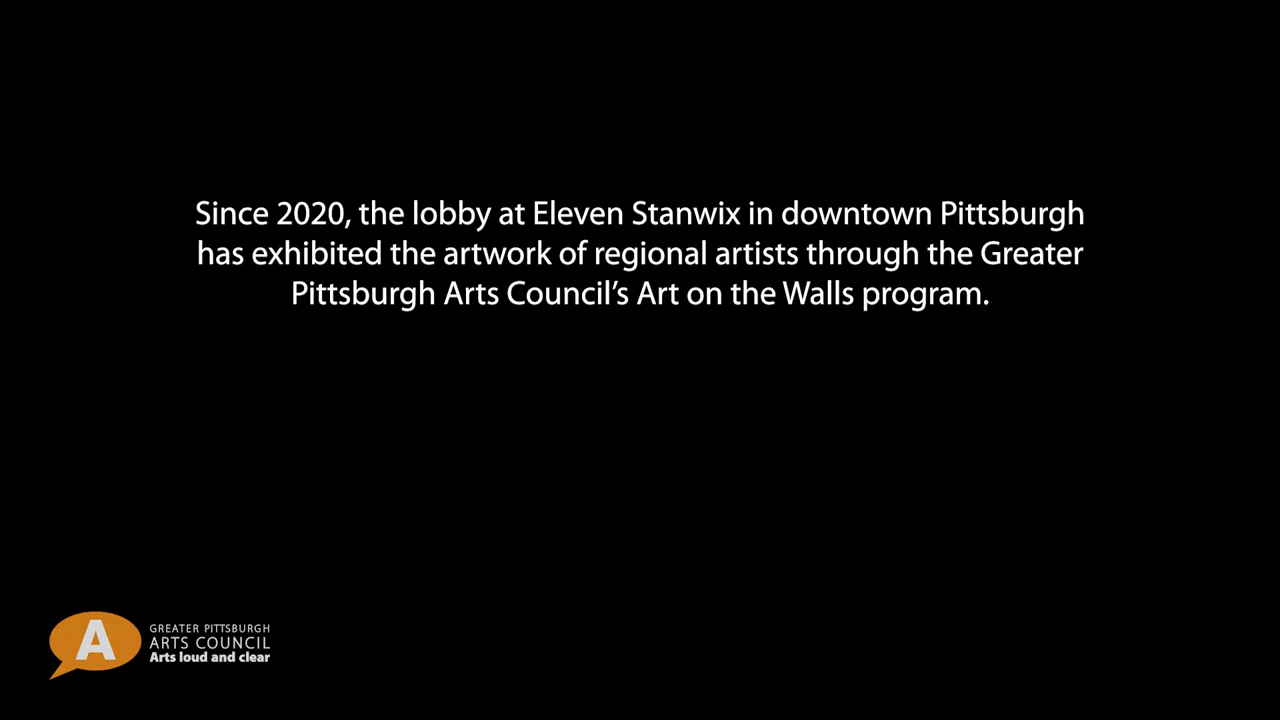 Since 2020, the lobby at Eleven Stanwix in downtown Pittsburgh
has exhibited the artwork of regional artists through the Greater
Pittsburgh Arts Council’s Art on the Walls program.
A
GREATER PITTSBURGH
ARTS COUNCIL
Arts loud and clear